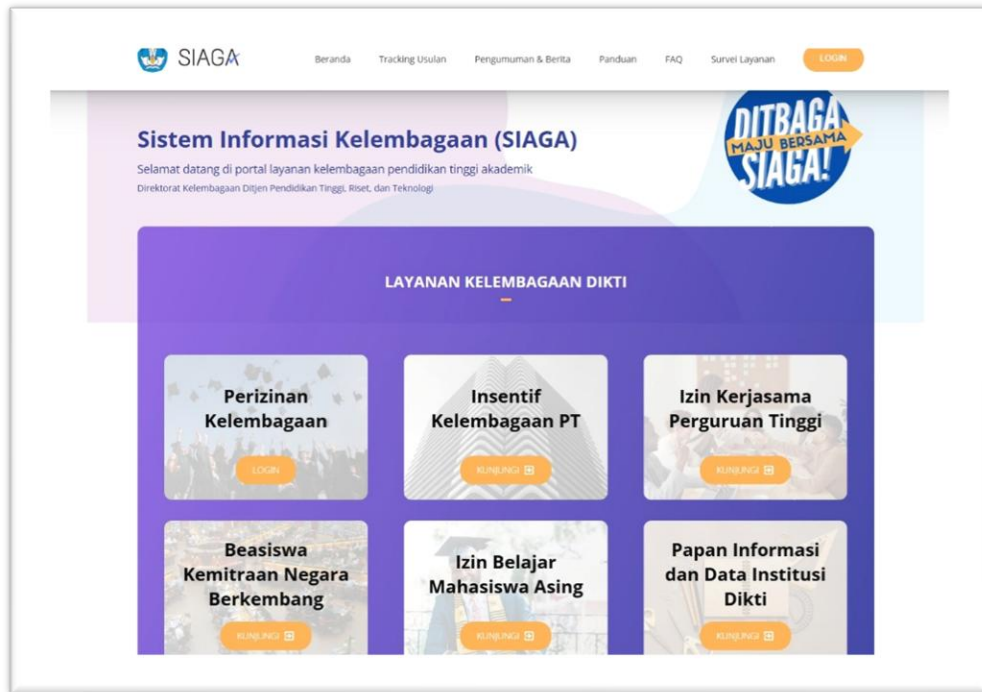 SIAGA
Beranda Tracking Usulan Pengumuman & Berita Panduan FAQ Survei Layanan LOGIN
Sistem Informasi Kelembagaan (SIAGA)
Selamat datang di portal layanan kelembagaan pendidikan tinggi akademik
Direktorat Kelembagaan Ditjen Pendidikan Tinggi, Riset, dan Teknologi
DITBAGA
MAJU BERSAMA
SIAGA!
LAYANAN KELEMBAGAAN DIKTI
Perizinan
Kelembagaan
LOGIN
Insentif
Kelembagaan PT
KUNJUNGI
Izin Kerjasama
Perguruan Tinggi
KUNJUNGI
Beasiswa
Kemitraan Negara
Berkembang
KUNJUNGI
Izin Belajar
Mahasiswa Asing
KUNJUNGI
Papan Informasi
dan Data Institusi
Dikti
KUNJUNGI